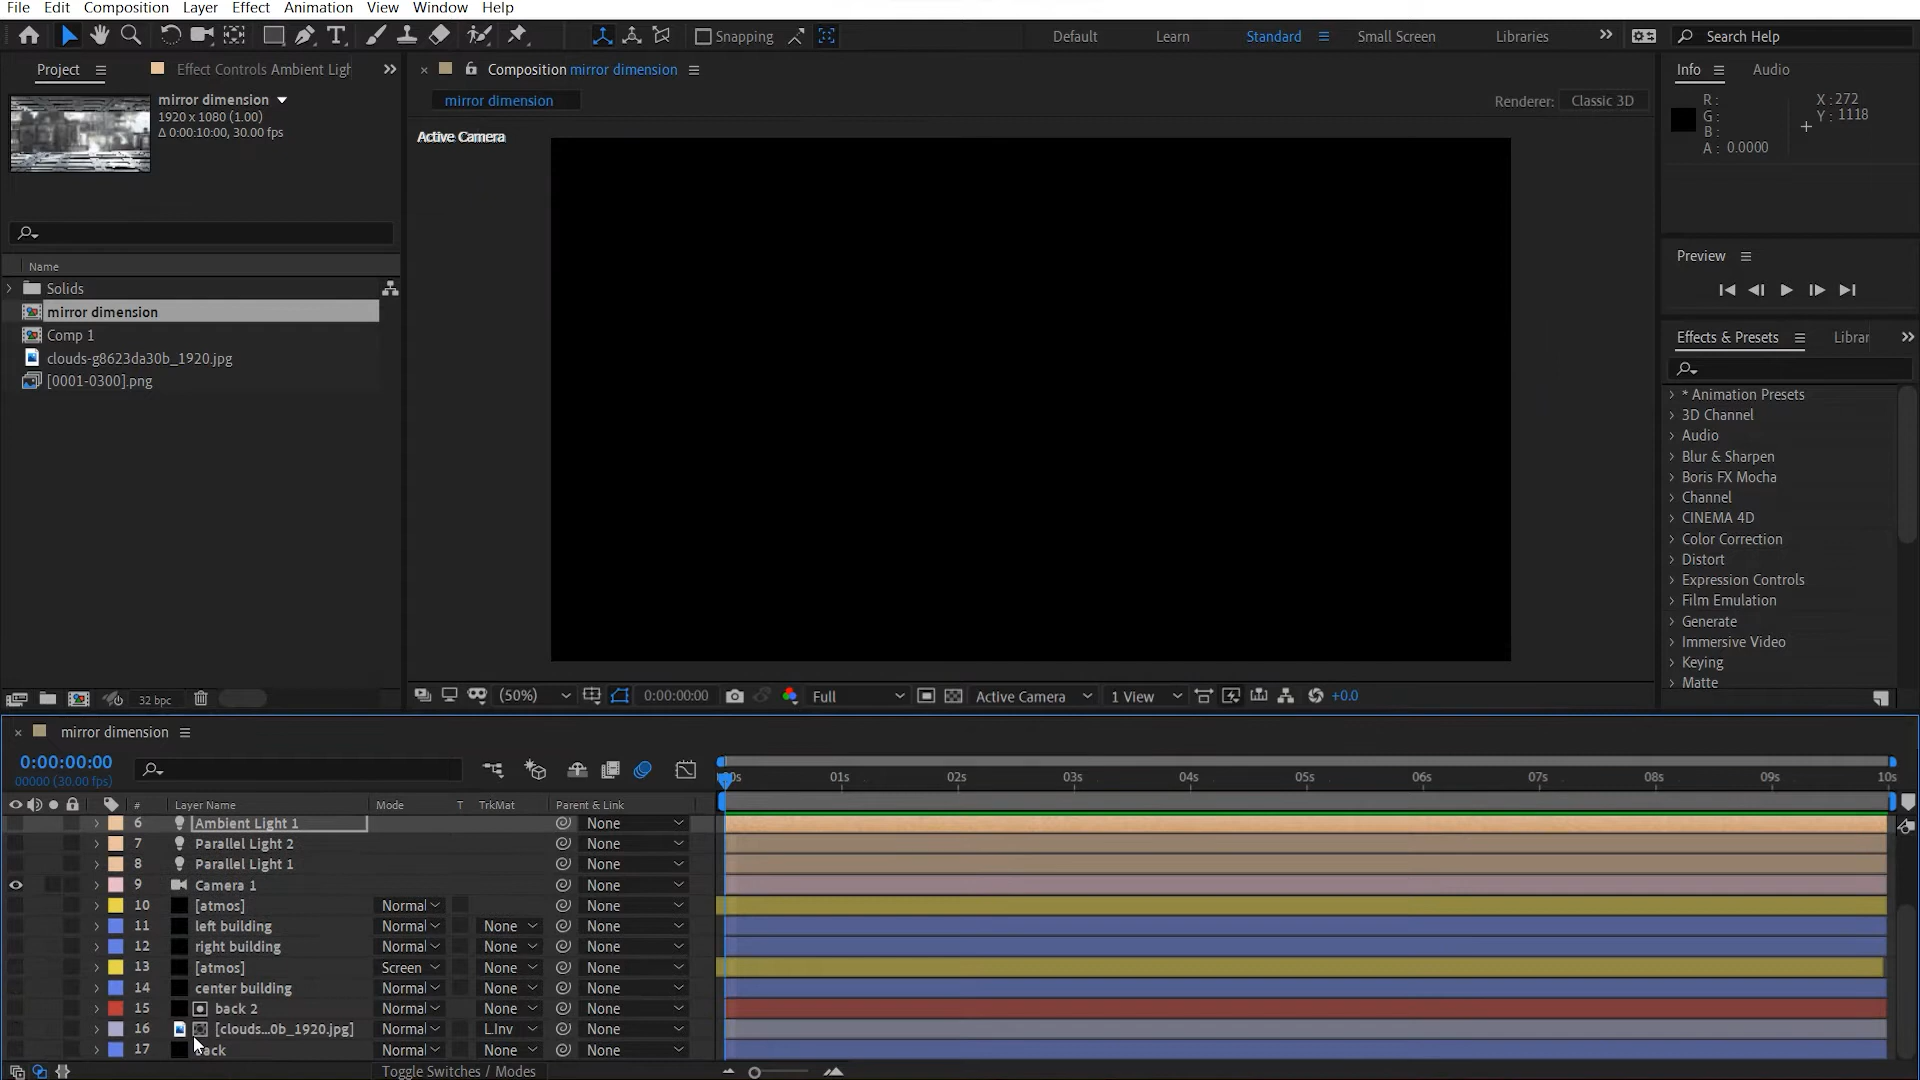 File Edit Composition Layer Effect Animation View Window Help
Snapping Default Learn Standard Small Screen Libraries Search Help
Project Effect Controls Ambient Ligh
Composition mirror dimension
Info Audio
mirror dimension
1920 x 1080 (1.00)
Δ 0:00:10:00, 30.00 fps
mirror dimension
Renderer: Classic 3D
R:
G:
B:
A: 0.0000
X:272
Y: 1118
Active Camera
Name
Solids
mirror dimension
Comp 1
clouds-g8623da30b_1920.jpg
[0001-0300].png
Preview
Effects & Presets Librar
* Animation Presets
3D Channel
Audio
Blur & Sharpen
Boris FX Mocha
Channel
CINEMA 4D
Color Correction
Distort
Expression Controls
Film Emulation
Generate
Immersive Video
Keying
Matte
32 bpc
(50%) 0:00:00:00 Full Active Camera 1 View +0.0
mirror dimension
0:00:00:00
00000 (30.00 fps)
00s 01s 02s 03s 04s 05s 06s 07s 08s 09s 10s
# Layer Name Mode T TrkMat Parent & Link
6 Ambient Light 1 None
7 Parallel Light 2 None
8 Parallel Light 1 None
9 Camera 1 None
10 [atmos] Normal None
11 left building Normal None None
12 right building Normal None None
13 [atmos] Screen None None
14 center building Normal None None
15 back 2 Normal None None
16 [clouds...0b_1920.jpg] Normal L.Inv None
17 back Normal None None
Toggle Switches / Modes